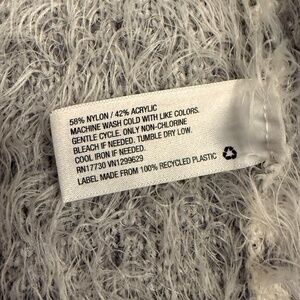 58% NYLON / 42% ACRYLIC
MACHINE WASH COLD WITH LIKE COLORS.
GENTLE CYCLE. ONLY NON-CHLORINE
BLEACH IF NEEDED. TUMBLE DRY LOW.
COOL IRON IF NEEDED.
RN17730 VN1299629
LABEL MADE FROM 100% RECYCLED PLASTIC